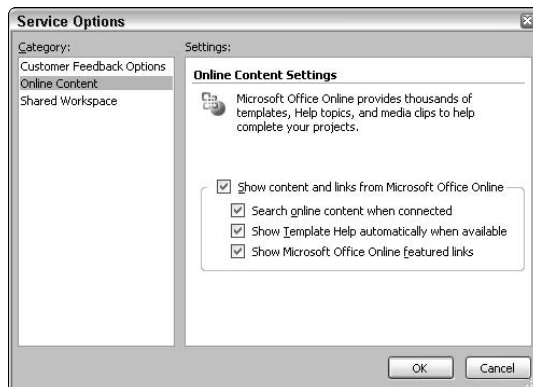 Service Options
Category:
Customer Feedback Options
Online Content
Shared Workspace
Settings:
Online Content Settings
Microsoft Office Online provides thousands of
templates, Help topics, and media clips to help
complete your projects.
Show content and links from Microsoft Office Online
Search online content when connected
Show Template Help automatically when available
Show Microsoft Office Online featured links
OK
Cancel